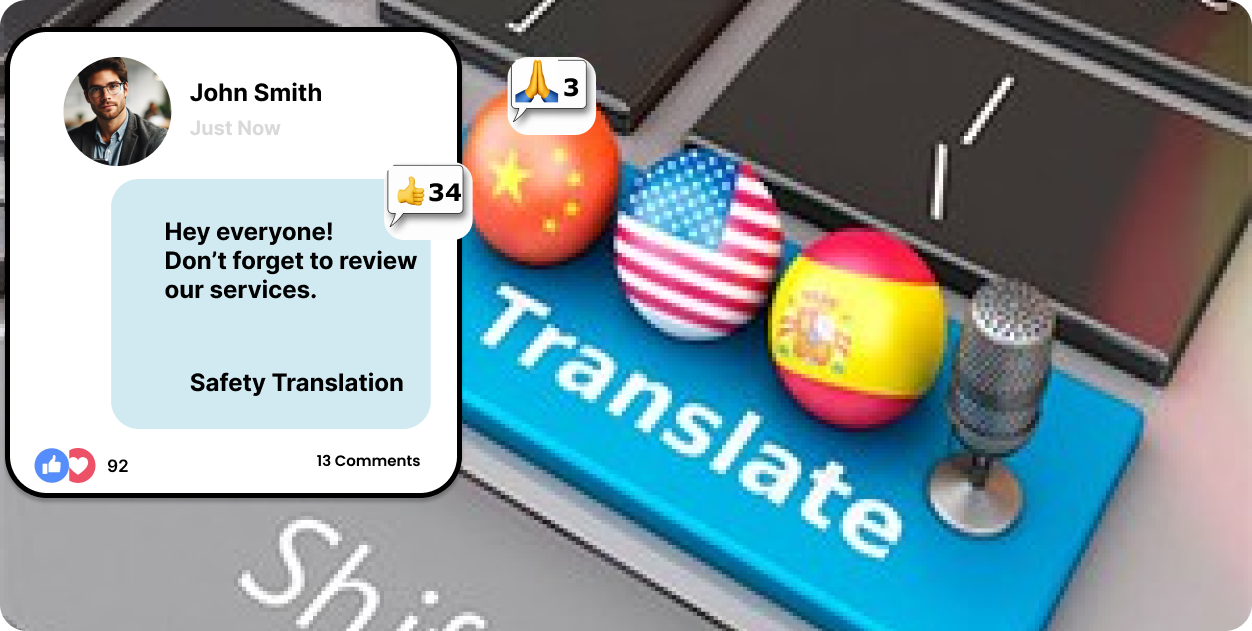 John Smith
Just Now
3
34
Hey everyone!
Don’t forget to review
our services.
Safety Translation
92
13 Comments
Translate